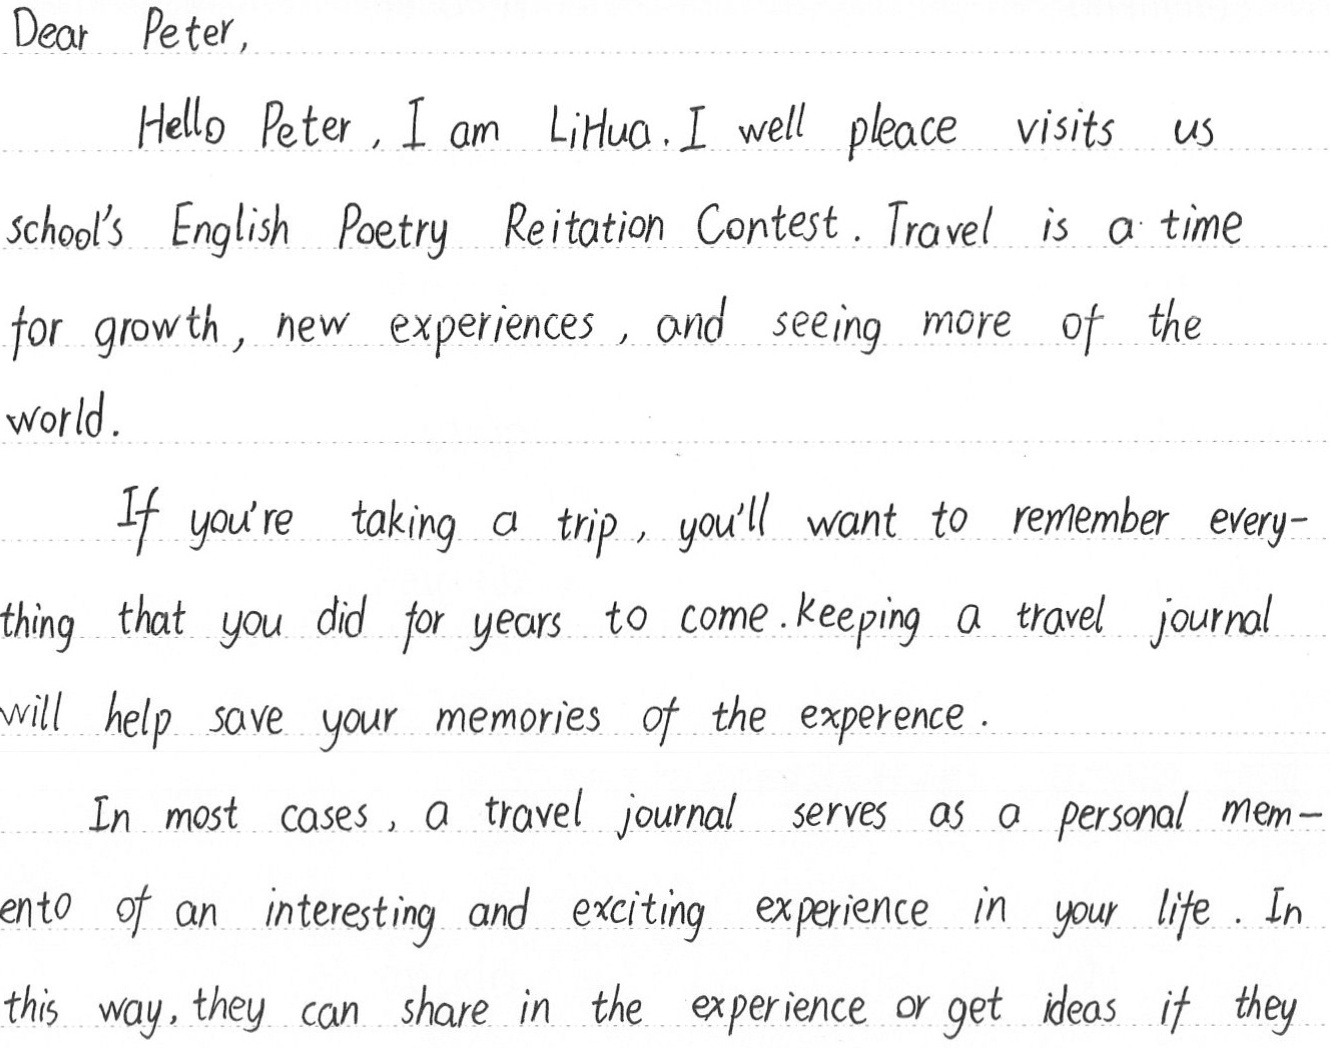 Dear Peter,
Hello Peter, I am LiHua. I well pleace visits us
school's English Poetry Reitation Contest. Travel is a time
for growth, new experiences, and seeing more of the
world.
If you're taking a trip, you'll want to remember every-
thing that you did for years to come. keeping a travel journal
will help save your memories of the experence.
In most cases, a travel journal serves as a personal mem-
ento of an interesting and exciting experience in your life. In
this way, they can share in the experience or get ideas if they